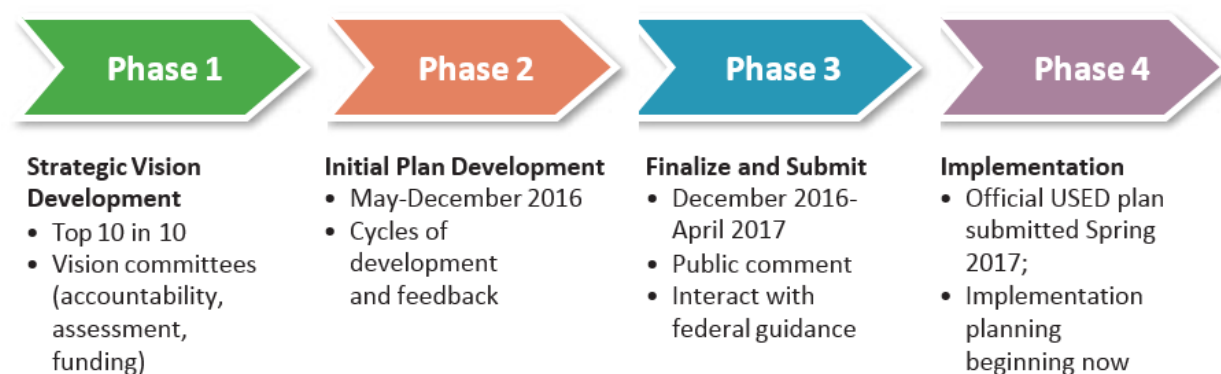 Phase 1
Phase 2
Phase 3
Phase 4
Strategic Vision
Development
• Top 10 in 10
• Vision committees
(accountability,
assessment,
funding)
Initial Plan Development
• May-December 2016
• Cycles of
development
and feedback
Finalize and Submit
• December 2016-
April 2017
• Public comment
• Interact with
federal guidance
Implementation
• Official USED plan
submitted Spring
2017;
• Implementation
planning
beginning now